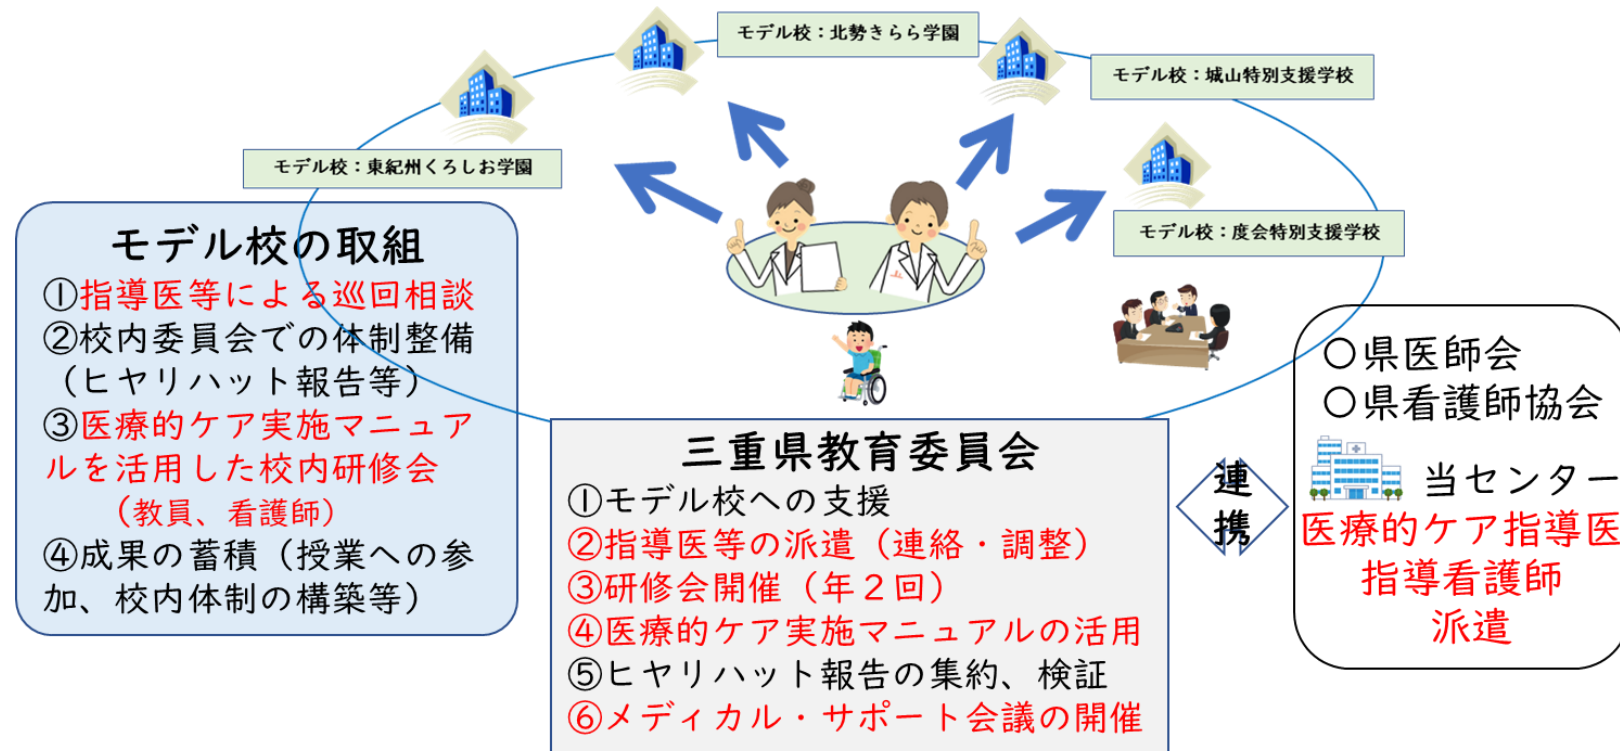 モデル校：北勢きらら学園
モデル校：城山特別支援学校
モデル校：東紀州くろしお学園
モデル校：度会特別支援学校
モデル校の取組
①指導医等による巡回相談
②校内委員会での体制整備
（ヒヤリハット報告等）
③医療的ケア実施マニュア
ルを活用した校内研修会
（教員、看護師）
④成果の蓄積（授業への参
加、校内体制の構築等）
三重県教育委員会
①モデル校への支援
②指導医等の派遣（連絡・調整）
③研修会開催（年２回）
④医療的ケア実施マニュアルの活用
⑤ヒヤリハット報告の集約、検証
⑥メディカル・サポート会議の開催
連
携
〇県医師会
〇県看護師協会
当センター
医療的ケア指導医
指導看護師
派遣